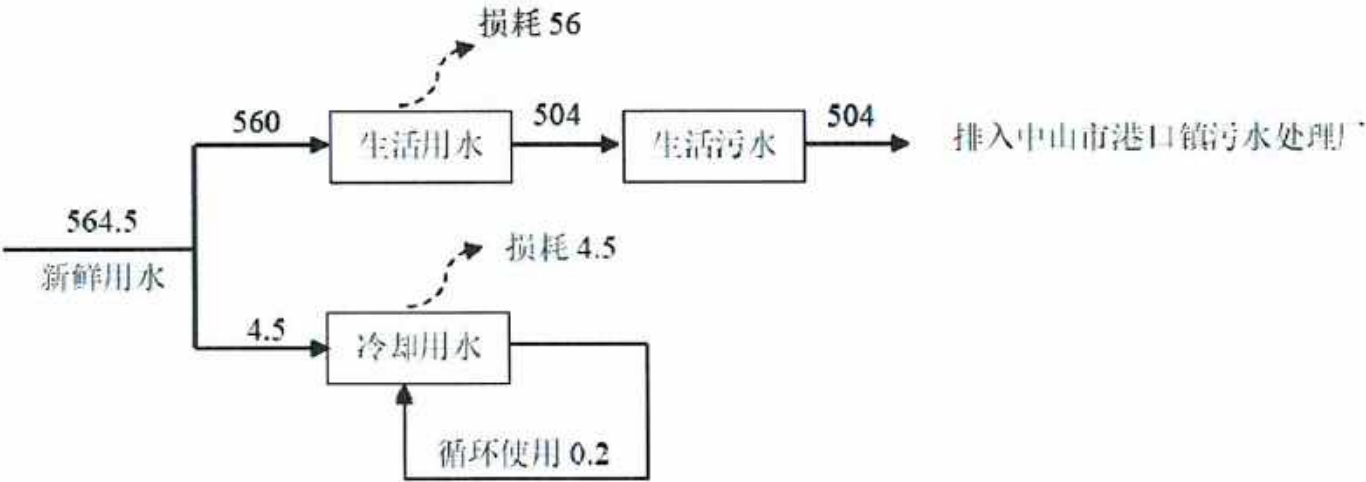 损耗 56
560
生活用水
504
生活污水
504
排入中山市港口镇污水处理厂
564.5
新鲜用水
损耗 4.5
4.5
冷却用水
循环使用 0.2